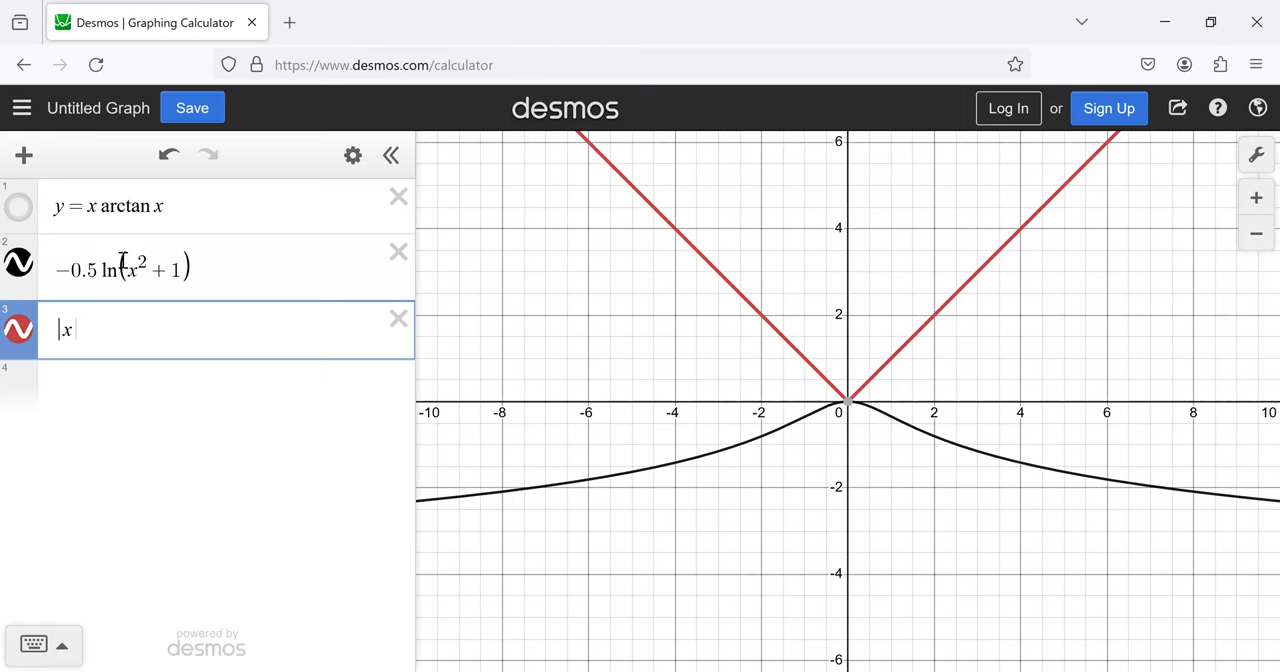 Desmos | Graphing Calculator
https://www.desmos.com/calculator
Untitled Graph
Save
desmos
Log In
or
Sign Up
1
y = x arctan x
2
−0.5 ln(x² + 1)
3
|x|
4
powered by
desmos
6
4
2
-10 -8 -6 -4 -2 0 2 4 6 8 10
-2
-4
-6